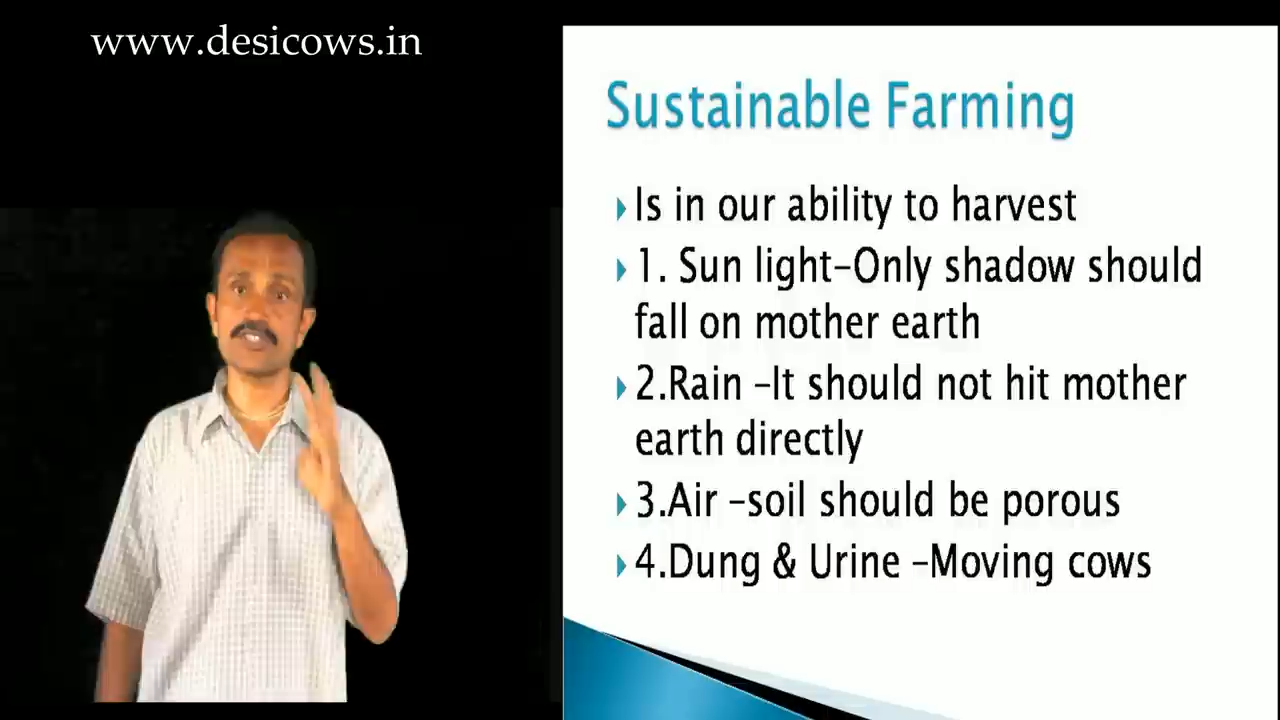 www.desicows.in
Sustainable Farming
Is in our ability to harvest
1. Sun light-Only shadow should
fall on mother earth
2.Rain -It should not hit mother
earth directly
3.Air -soil should be porous
4.Dung & Urine -Moving cows